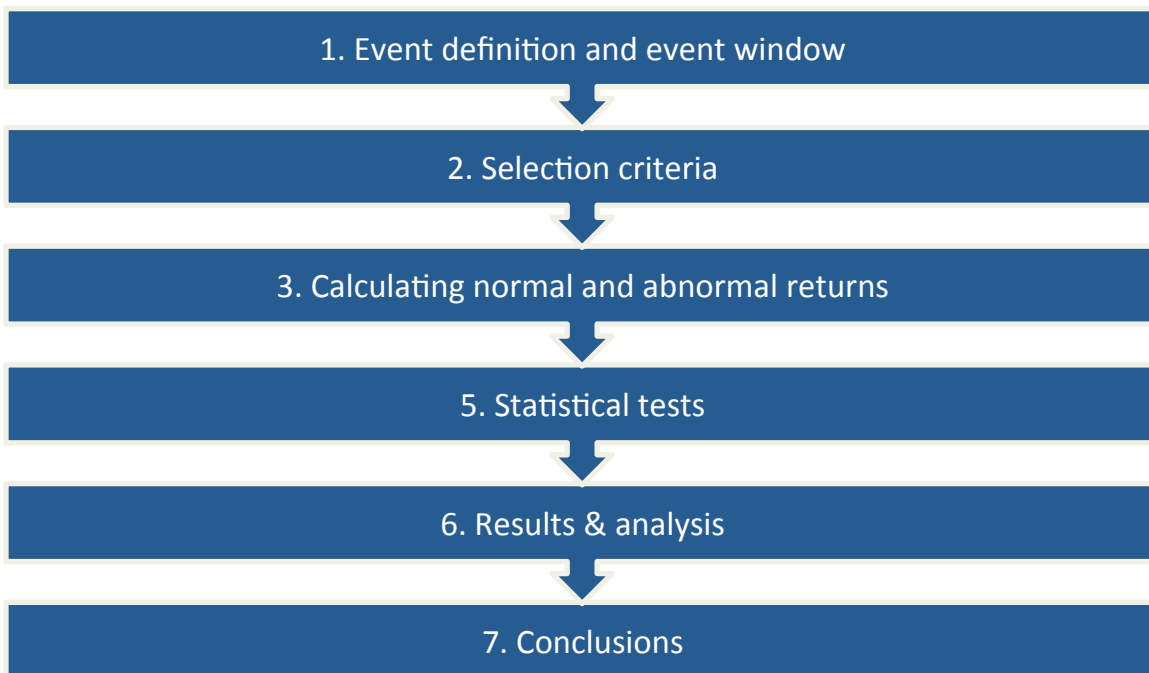 1. Event definition and event window
2. Selection criteria
3. Calculating normal and abnormal returns
5. Statistical tests
6. Results & analysis
7. Conclusions